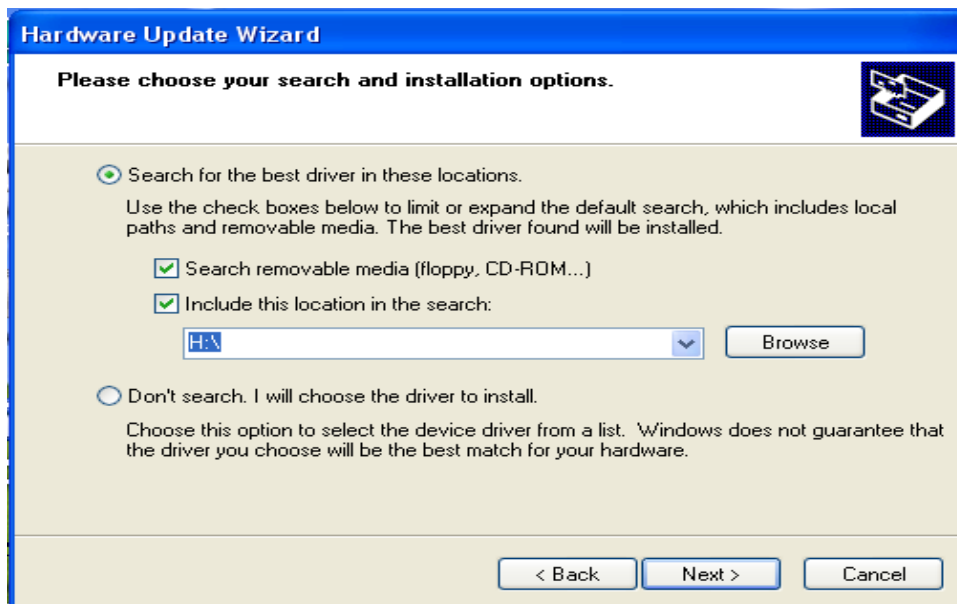 Hardware Update Wizard
Please choose your search and installation options.
Search for the best driver in these locations.
Use the check boxes below to limit or expand the default search, which includes local
paths and removable media. The best driver found will be installed.
Search removable media (floppy, CD-ROM...)
Include this location in the search:
H:\
Browse
Don't search. I will choose the driver to install.
Choose this option to select the device driver from a list. Windows does not guarantee that
the driver you choose will be the best match for your hardware.
< Back Next > Cancel